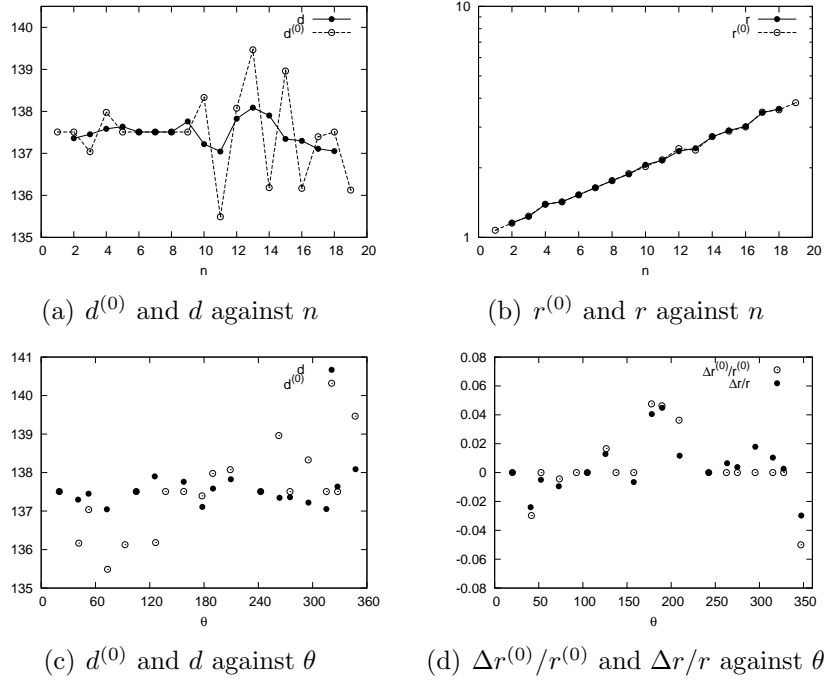 141
140
139
138
137
136
135
0 2 4 6 8 10 12 14 16 18 20
n
d
d^(0)
(a) d^(0) and d against n
10
1
0 2 4 6 8 10 12 14 16 18 20
n
r
r^(0)
(b) r^(0) and r against n
141
140
139
138
137
136
135
0 60 120 180 240 300 360
θ
d
d^(0)
(c) d^(0) and d against θ
0.08
0.06
0.04
0.02
0
-0.02
-0.04
-0.06
-0.08
0 50 100 150 200 250 300 350
θ
Δr^(0)/r^(0)
Δr/r
(d) Δr^(0)/r^(0) and Δr/r against θ